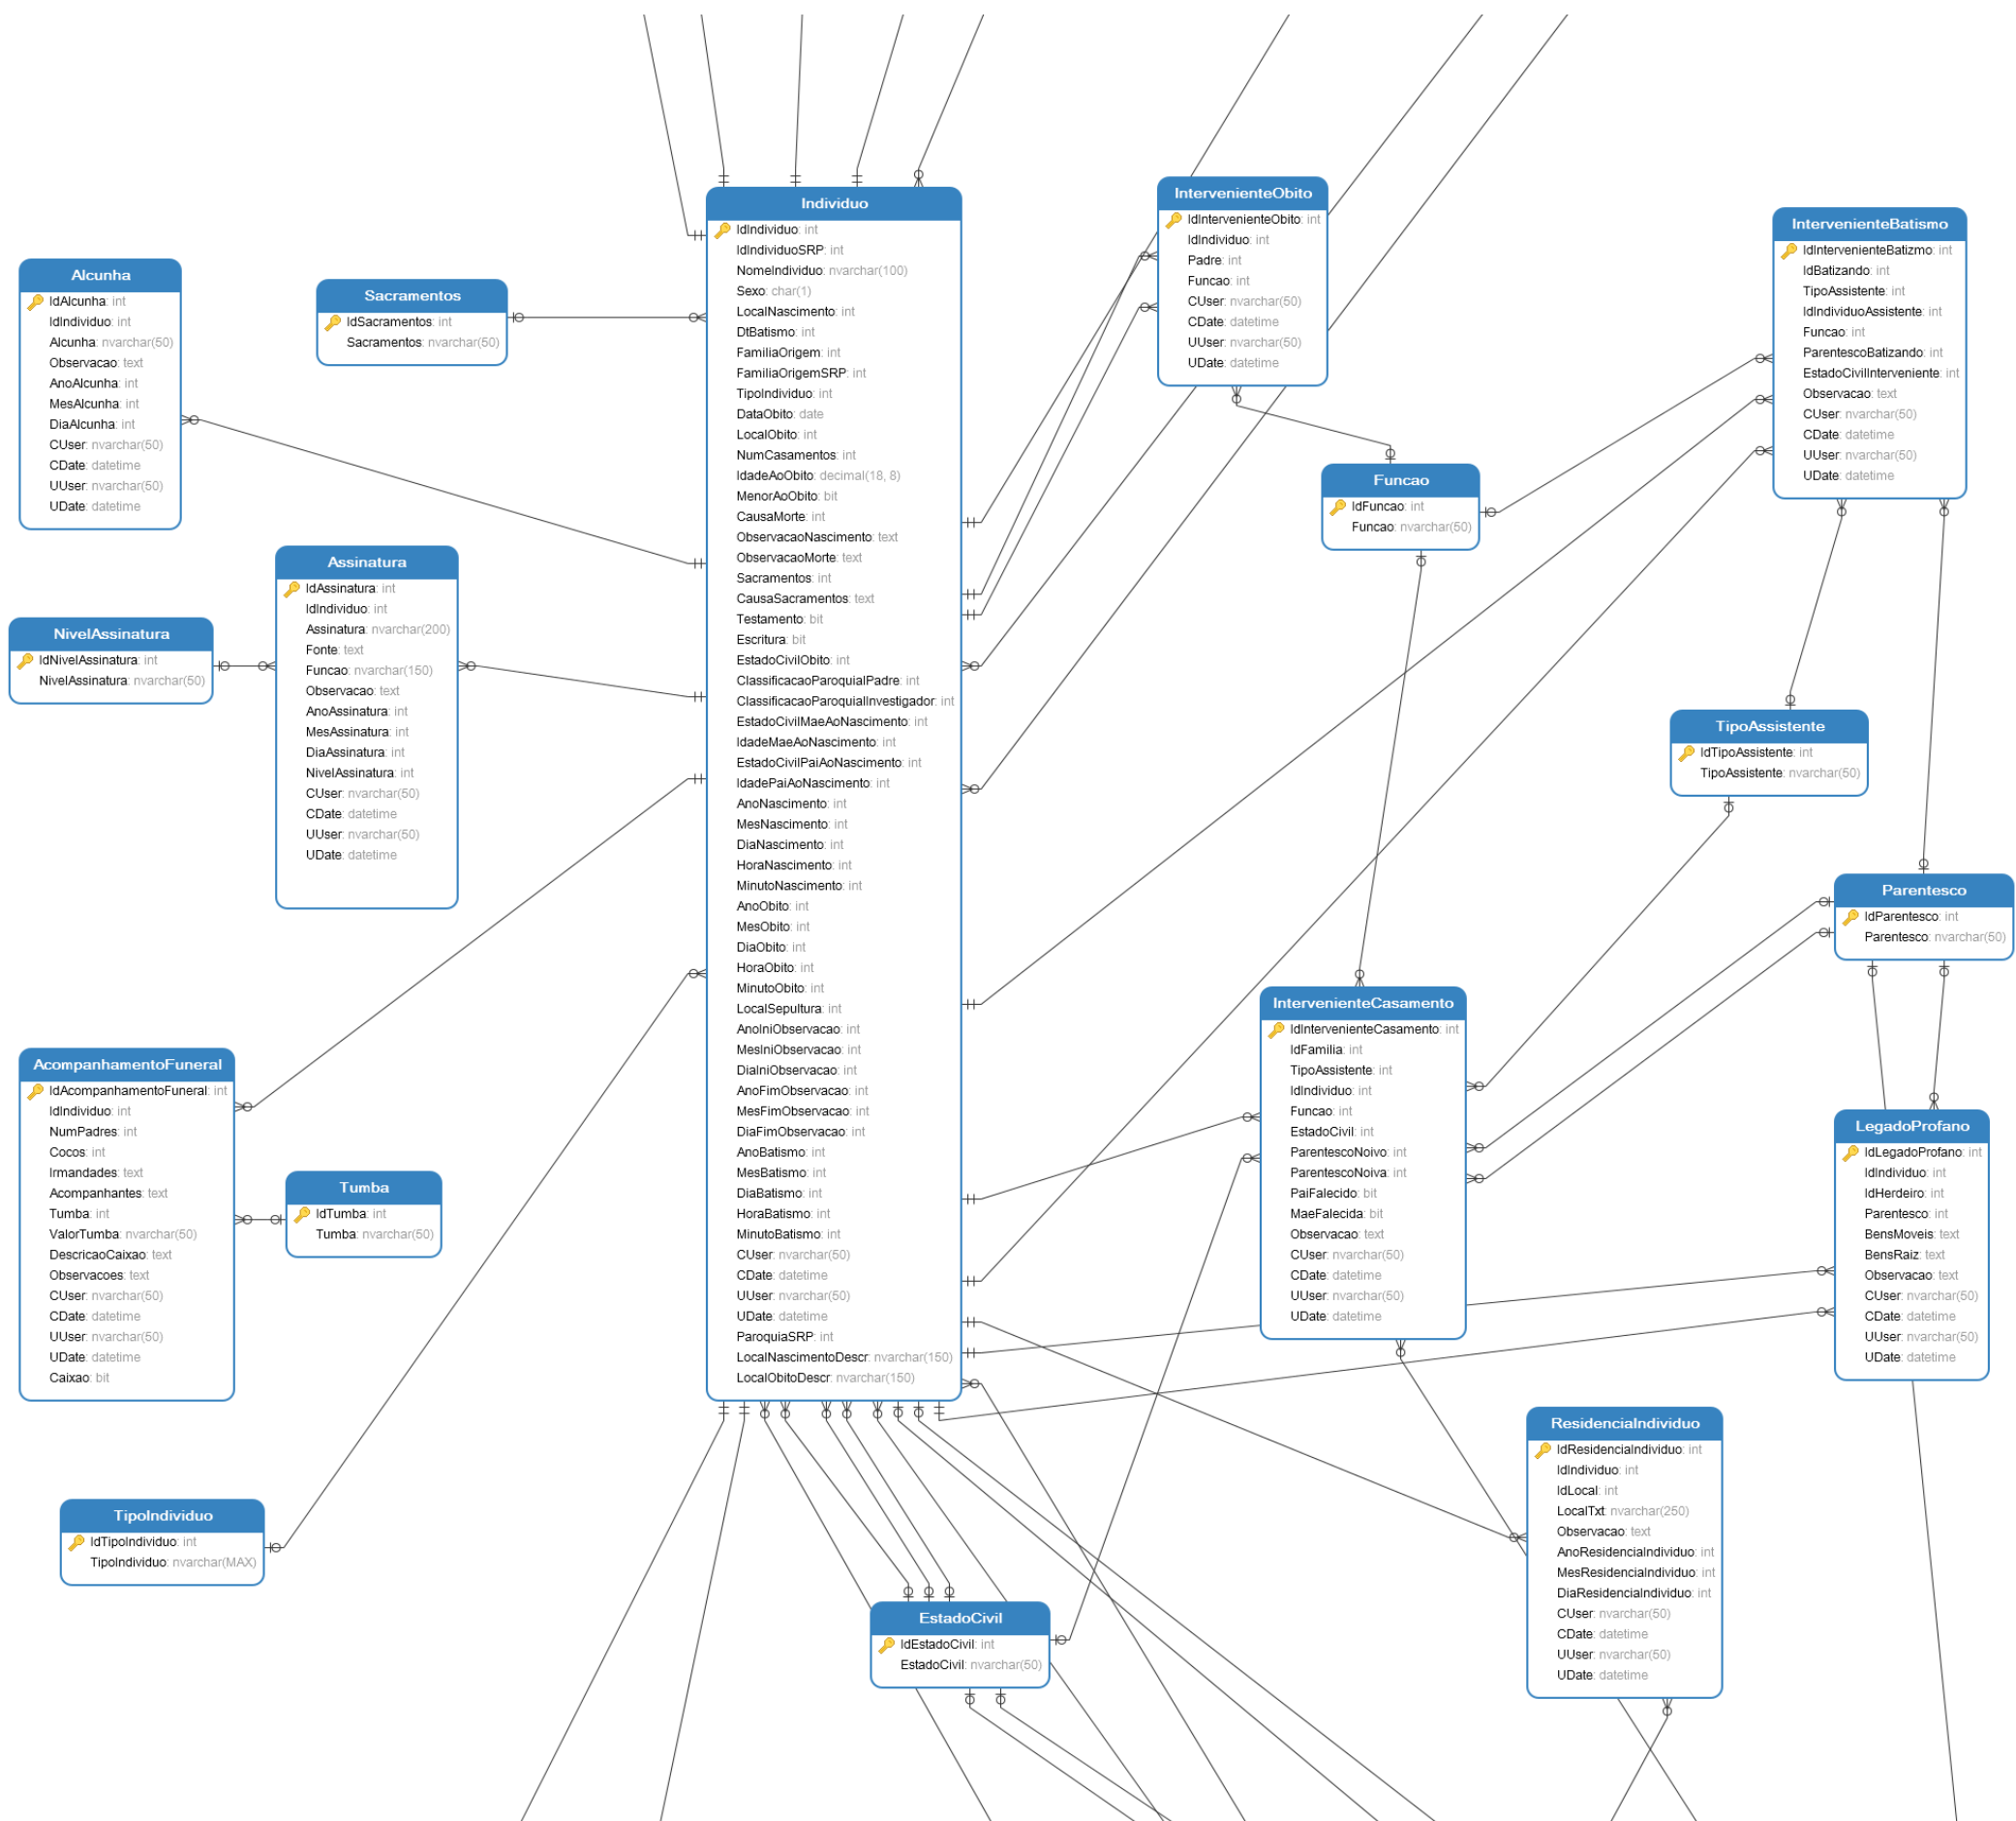 Individuo
IdIndividuo: int
IdIndividuoSRP: int
NomeIndividuo: nvarchar(100)
Sexo: char(1)
LocalNascimento: int
DtBatismo: int
FamiliaOrigem: int
FamiliaOrigemSRP: int
TipoIndividuo: int
DataObito: date
LocalObito: int
NumCasamentos: int
IdadeAoObito: decimal(18, 8)
MenorAoObito: bit
CausaMorte: int
ObservacaoNascimento: text
ObservacaoMorte: text
Sacramentos: int
CausaSacramentos: text
Testamento: bit
Escritura: bit
EstadoCivilObito: int
ClassificacaoParoquialPadre: int
ClassificacaoParoquialInvestigador: int
EstadoCivilMaeAoNascimento: int
IdadeMaeAoNascimento: int
EstadoCivilPaiAoNascimento: int
IdadePaiAoNascimento: int
AnoNascimento: int
MesNascimento: int
DiaNascimento: int
HoraNascimento: int
MinutoNascimento: int
AnoObito: int
MesObito: int
DiaObito: int
HoraObito: int
MinutoObito: int
LocalSepultura: int
AnoIniObservacao: int
MesIniObservacao: int
DiaIniObservacao: int
AnoFimObservacao: int
MesFimObservacao: int
DiaFimObservacao: int
AnoBatismo: int
MesBatismo: int
DiaBatismo: int
HoraBatismo: int
MinutoBatismo: int
CUser: nvarchar(50)
CDate: datetime
UUser: nvarchar(50)
UDate: datetime
ParoquiaSRP: int
LocalNascimentoDescr: nvarchar(150)
LocalObitoDescr: nvarchar(150)
Alcunha
IdAlcunha: int
IdIndividuo: int
Alcunha: nvarchar(50)
Observacao: text
AnoAlcunha: int
MesAlcunha: int
DiaAlcunha: int
CUser: nvarchar(50)
CDate: datetime
UUser: nvarchar(50)
UDate: datetime
Sacramentos
IdSacramentos: int
Sacramentos: nvarchar(50)
Assinatura
IdAssinatura: int
IdIndividuo: int
Assinatura: nvarchar(200)
Fonte: text
Funcao: nvarchar(150)
Observacao: text
AnoAssinatura: int
MesAssinatura: int
DiaAssinatura: int
NivelAssinatura: int
CUser: nvarchar(50)
CDate: datetime
UUser: nvarchar(50)
UDate: datetime
NivelAssinatura
IdNivelAssinatura: int
NivelAssinatura: nvarchar(50)
AcompanhamentoFuneral
IdAcompanhamentoFuneral: int
IdIndividuo: int
NumPadres: int
Cocos: int
Irmandades: text
Acompanhantes: text
Tumba: int
ValorTumba: nvarchar(50)
DescricaoCaixao: text
Observacoes: text
CUser: nvarchar(50)
CDate: datetime
UUser: nvarchar(50)
UDate: datetime
Caixao: bit
Tumba
IdTumba: int
Tumba: nvarchar(50)
TipoIndividuo
IdTipoIndividuo: int
TipoIndividuo: nvarchar(MAX)
IntervenienteObito
IdIntervenienteObito: int
IdIndividuo: int
Padre: int
Funcao: int
CUser: nvarchar(50)
CDate: datetime
UUser: nvarchar(50)
UDate: datetime
IntervenienteBatismo
IdIntervenienteBatizmo: int
IdBatizando: int
TipoAssistente: int
IdIndividuoAssistente: int
Funcao: int
ParentescoBatizando: int
EstadoCivilInterveniente: int
Observacao: text
CUser: nvarchar(50)
CDate: datetime
UUser: nvarchar(50)
UDate: datetime
Funcao
IdFuncao: int
Funcao: nvarchar(50)
TipoAssistente
IdTipoAssistente: int
TipoAssistente: nvarchar(50)
Parentesco
IdParentesco: int
Parentesco: nvarchar(50)
IntervenienteCasamento
IdIntervenienteCasamento: int
IdFamilia: int
TipoAssistente: int
IdIndividuo: int
Funcao: int
EstadoCivil: int
ParentescoNoivo: int
ParentescoNoiva: int
PaiFalecido: bit
MaeFalecida: bit
Observacao: text
CUser: nvarchar(50)
CDate: datetime
UUser: nvarchar(50)
UDate: datetime
LegadoProfano
IdLegadoProfano: int
IdIndividuo: int
IdHerdeiro: int
Parentesco: int
BensMoveis: text
BensRaiz: text
Observacao: text
CUser: nvarchar(50)
CDate: datetime
UUser: nvarchar(50)
UDate: datetime
ResidenciaIndividuo
IdResidenciaIndividuo: int
IdIndividuo: int
IdLocal: int
LocalTxt: nvarchar(250)
Observacao: text
AnoResidenciaIndividuo: int
MesResidenciaIndividuo: int
DiaResidenciaIndividuo: int
CUser: nvarchar(50)
CDate: datetime
UUser: nvarchar(50)
UDate: datetime
EstadoCivil
IdEstadoCivil: int
EstadoCivil: nvarchar(50)